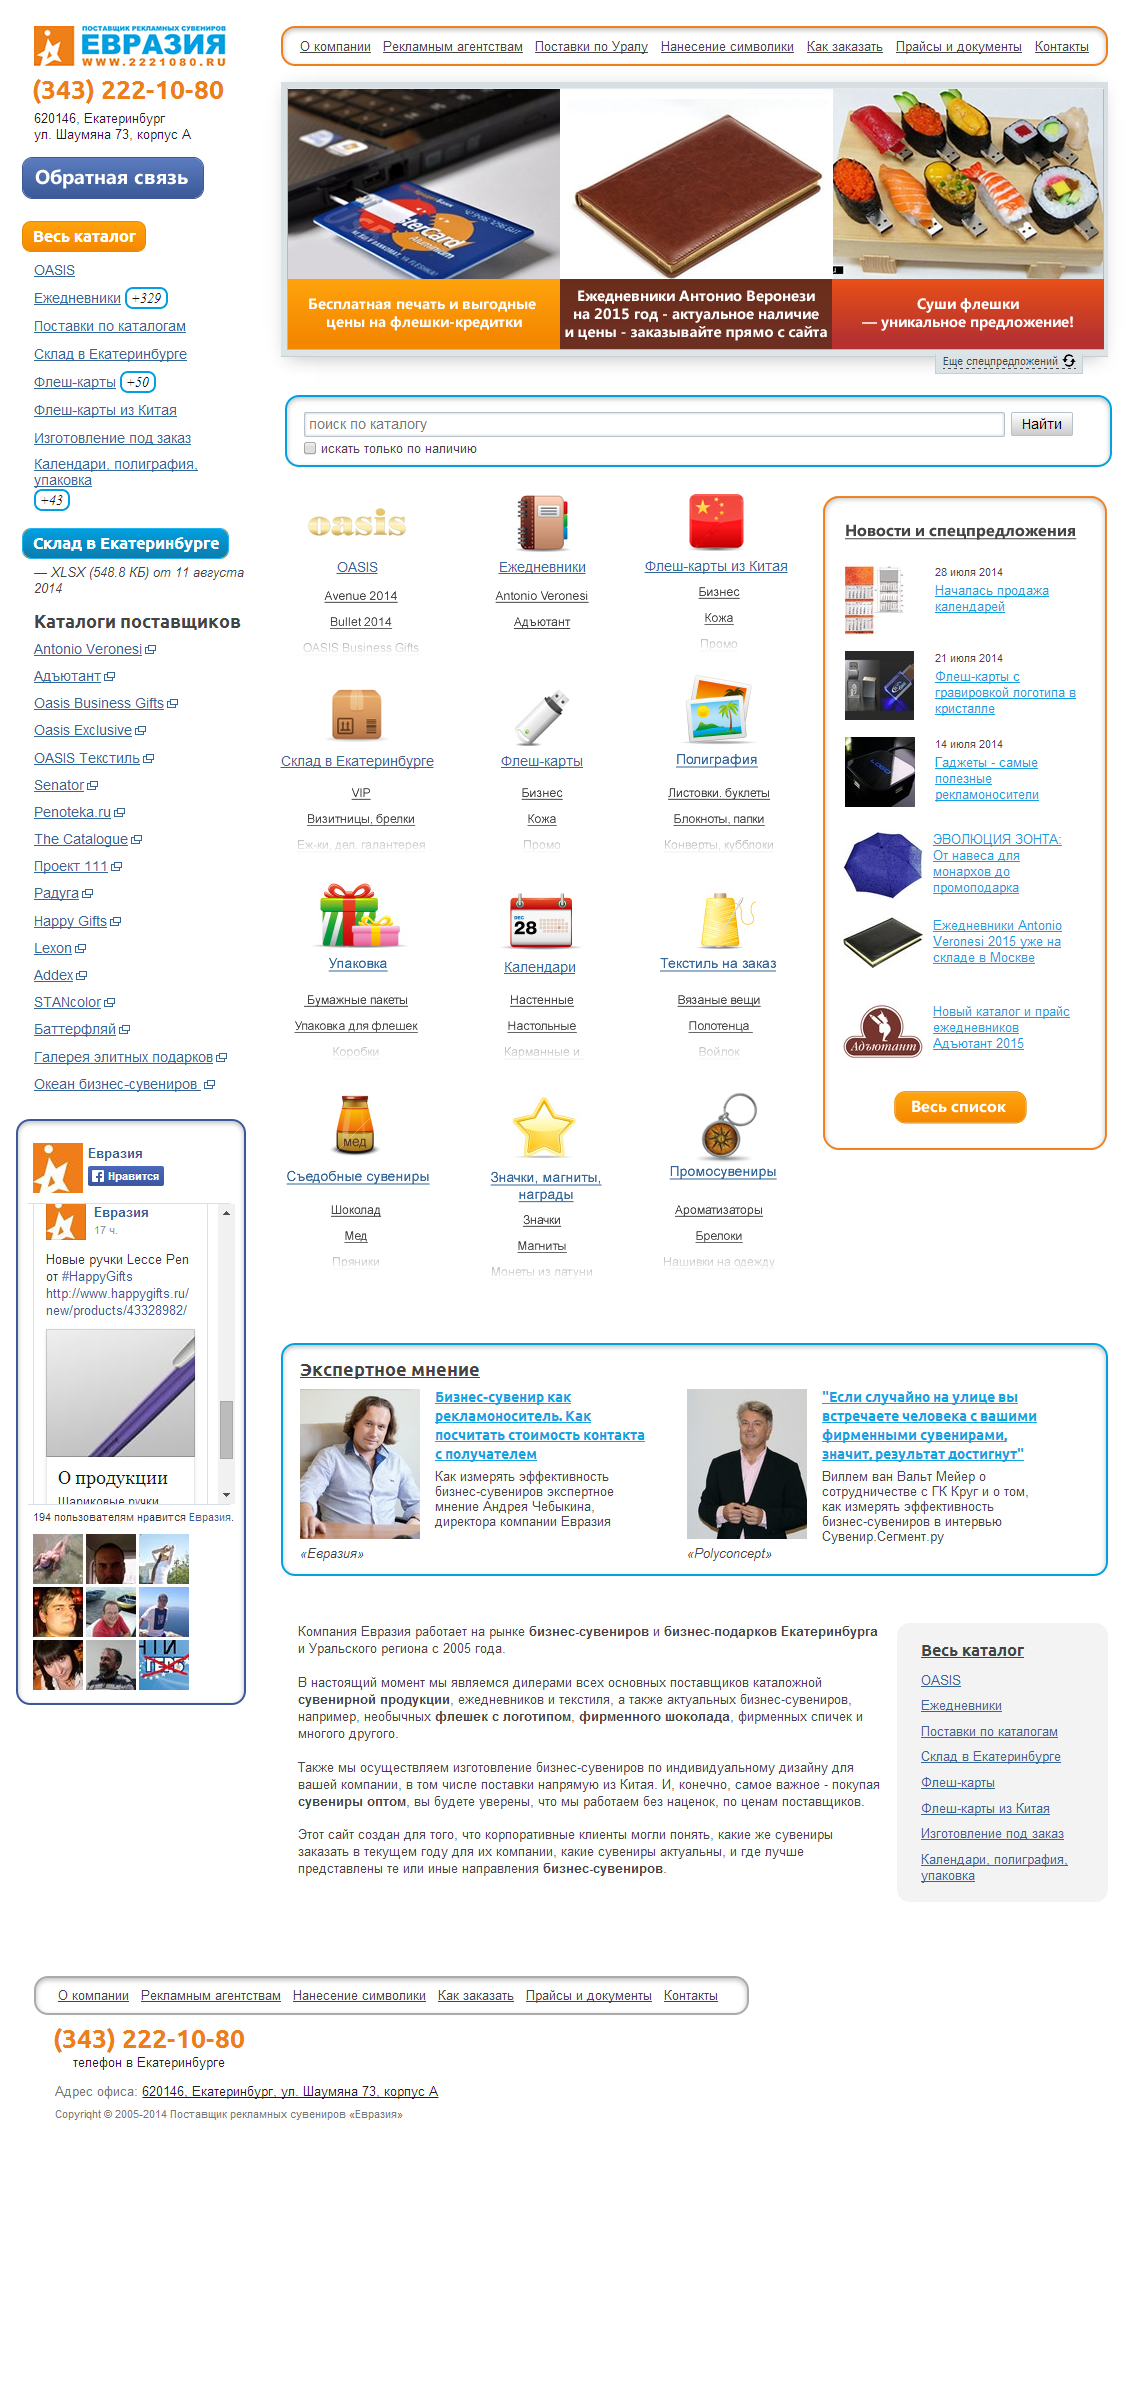 ПОСТАВЩИК РЕКЛАМНЫХ СУВЕНИРОВ
ЕВРАЗИЯ
WWW.2221080.RU
(343) 222-10-80
620146, Екатеринбург
ул. Шаумяна 73, корпус А
Обратная связь
Весь каталог
OASIS
Ежедневники +329
Поставки по каталогам
Склад в Екатеринбурге
Флеш-карты +50
Флеш-карты из Китая
Изготовление под заказ
Календари, полиграфия,
упаковка
+43
Склад в Екатеринбурге
— XLSX (548.8 КБ) от 11 августа
2014
Каталоги поставщиков
Antonio Veronesi
Адъютант
Oasis Business Gifts
Oasis Exclusive
OASIS Текстиль
Senator
Penoteka.ru
The Catalogue
Проект 111
Радуга
Happy Gifts
Lexon
Addex
STANcolor
Баттерфляй
Галерея элитных подарков
Океан бизнес-сувениров
Евразия
Нравится
Евразия
17 ч.
Новые ручки Lecce Pen
от #HappyGifts
http://www.happygifts.ru/
new/products/43328982/
О продукции
Шариковые ручки
194 пользователям нравится Евразия.
О компании Рекламным агентствам Поставки по Уралу Нанесение символики Как заказать Прайсы и документы Контакты
Бесплатная печать и выгодные
цены на флешки-кредитки
Ежедневники Антонио Веронези
на 2015 год - актуальное наличие
и цены - заказывайте прямо с сайта
Суши флешки
— уникальное предложение!
Еще спецпредложений
поиск по каталогу
Найти
искать только по наличию
oasis
OASIS
Avenue 2014
Bullet 2014
OASIS Business Gifts
Ежедневники
Antonio Veronesi
Адъютант
Флеш-карты из Китая
Бизнес
Кожа
Промо
Склад в Екатеринбурге
VIP
Визитницы, брелки
Еж-ки, дел. галантерея
Флеш-карты
Бизнес
Кожа
Промо
Полиграфия
Листовки, буклеты
Блокноты, папки
Конверты, кубблоки
Упаковка
Бумажные пакеты
Упаковка для флешек
Коробки
DEC
28
Календари
Настенные
Настольные
Карманные и
Текстиль на заказ
Вязаные вещи
Полотенца
Войлок
мед
Съедобные сувениры
Шоколад
Мед
Пряники
Значки, магниты,
награды
Значки
Магниты
Монеты из латуни
Промосувениры
Ароматизаторы
Брелоки
Нашивки на одежду
Новости и спецпредложения
28 июля 2014
Началась продажа
календарей
21 июля 2014
Флеш-карты с
гравировкой логотипа в
кристалле
14 июля 2014
Гаджеты - самые
полезные
рекламоносители
LOGO
ЭВОЛЮЦИЯ ЗОНТА:
От навеса для
монархов до
промоподарка
Ежедневники Antonio
Veronesi 2015 уже на
складе в Москве
Адъютант
Новый каталог и прайс
ежедневников
Адъютант 2015
Весь список
Экспертное мнение
Бизнес-сувенир как
рекламоноситель. Как
посчитать стоимость контакта
с получателем
Как измерять эффективность
бизнес-сувениров экспертное
мнение Андрея Чебыкина,
директора компании Евразия
«Евразия»
"Если случайно на улице вы
встречаете человека с вашими
фирменными сувенирами,
значит, результат достигнут"
Виллем ван Вальт Мейер о
сотрудничестве с ГК Круг и о том,
как измерять эффективность
бизнес-сувениров в интервью
Сувенир.Сегмент.ру
«Polyconcept»
Компания Евразия работает на рынке бизнес-сувениров и бизнес-подарков Екатеринбурга
и Уральского региона с 2005 года.
В настоящий момент мы являемся дилерами всех основных поставщиков каталожной
сувенирной продукции, ежедневников и текстиля, а также актуальных бизнес-сувениров,
например, необычных флешек с логотипом, фирменного шоколада, фирменных спичек и
многого другого.
Также мы осуществляем изготовление бизнес-сувениров по индивидуальному дизайну для
вашей компании, в том числе поставки напрямую из Китая. И, конечно, самое важное - покупая
сувениры оптом, вы будете уверены, что мы работаем без наценок, по ценам поставщиков.
Этот сайт создан для того, что корпоративные клиенты могли понять, какие же сувениры
заказать в текущем году для их компании, какие сувениры актуальны, и где лучше
представлены те или иные направления бизнес-сувениров.
Весь каталог
OASIS
Ежедневники
Поставки по каталогам
Склад в Екатеринбурге
Флеш-карты
Флеш-карты из Китая
Изготовление под заказ
Календари, полиграфия,
упаковка
О компании Рекламным агентствам Нанесение символики Как заказать Прайсы и документы Контакты
(343) 222-10-80
телефон в Екатеринбурге
Адрес офиса: 620146, Екатеринбург, ул. Шаумяна 73, корпус А
Copyright © 2005-2014 Поставщик рекламных сувениров «Евразия»